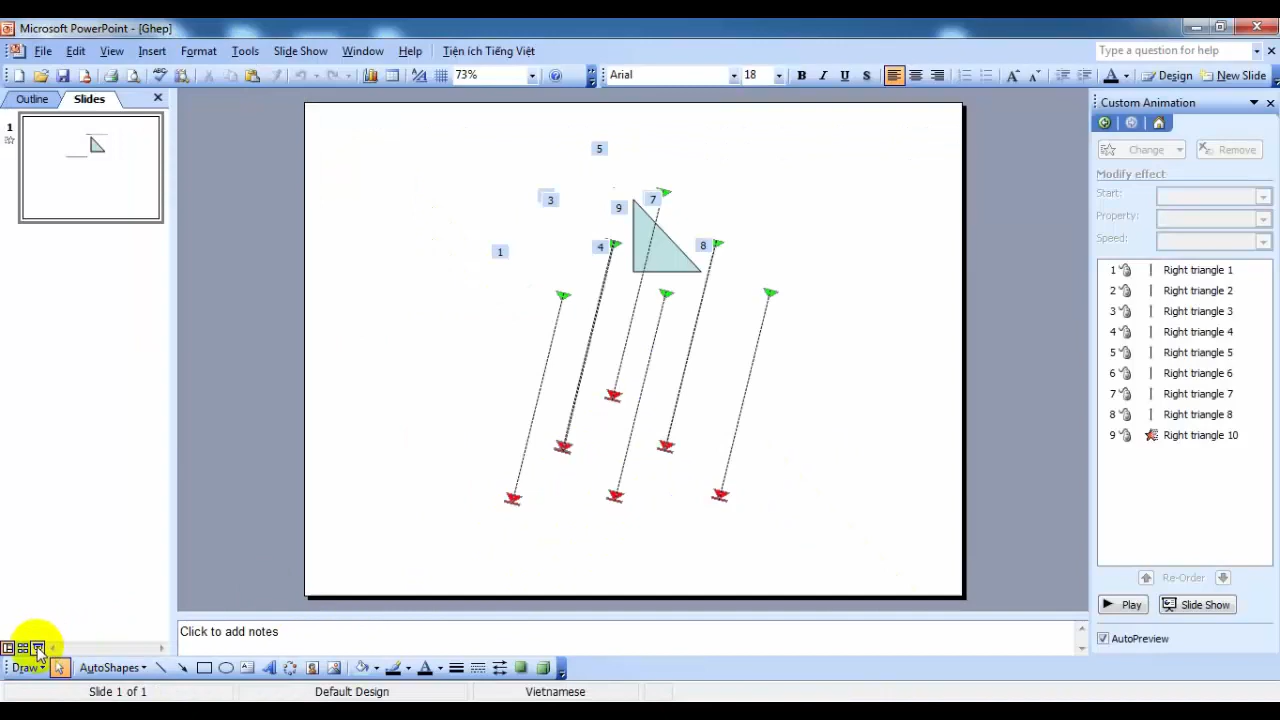 Microsoft PowerPoint - [Ghep]
File Edit View Insert Format Tools Slide Show Window Help Tiện ích Tiếng Việt
Type a question for help
73%
Arial
18
B I U S
A
Design
New Slide
Outline
Slides
1
5
3
9
7
1
4
8
Custom Animation
Change
Remove
Modify effect
Start:
Property:
Speed:
1 Right triangle 1
2 Right triangle 2
3 Right triangle 3
4 Right triangle 4
5 Right triangle 5
6 Right triangle 6
7 Right triangle 7
8 Right triangle 8
9 Right triangle 10
Re-Order
Play
Slide Show
AutoPreview
Click to add notes
Draw
AutoShapes
A
Slide 1 of 1
Default Design
Vietnamese